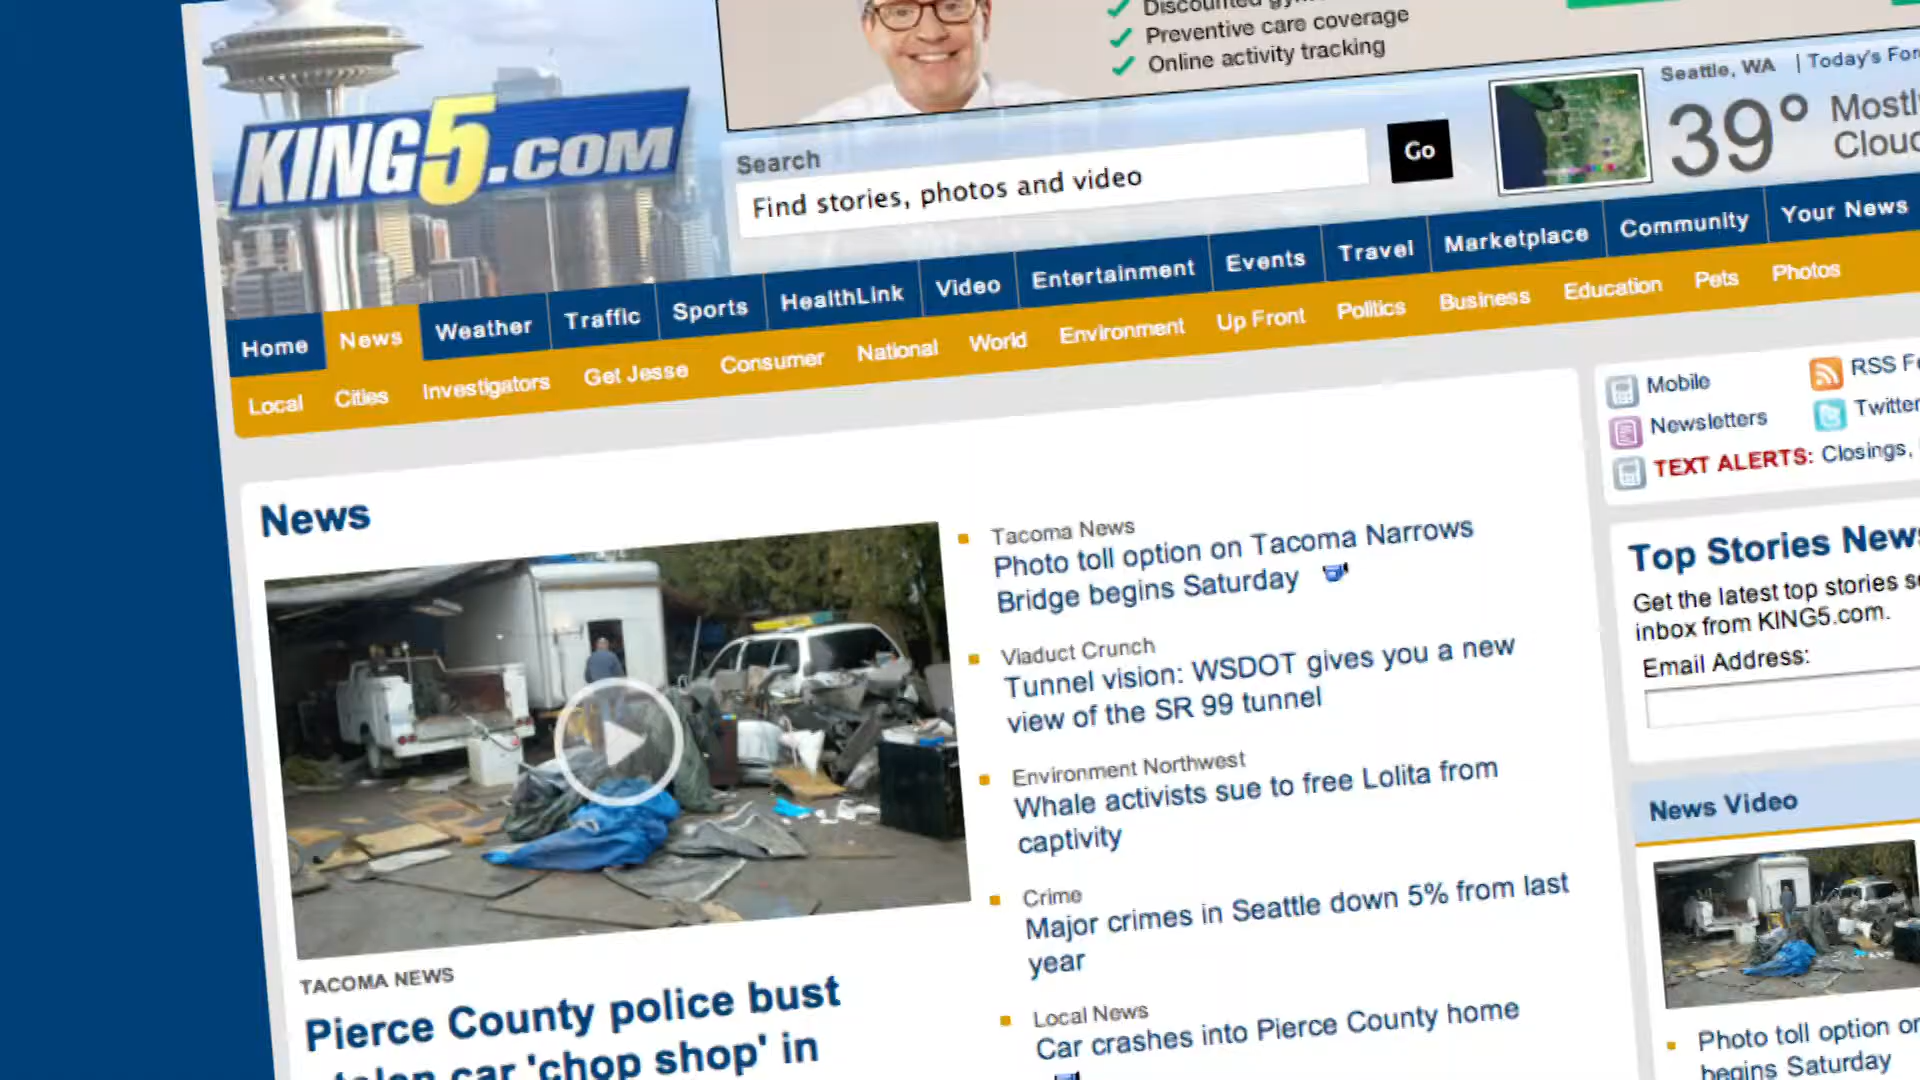 Discounted
Preventive care coverage
Online activity tracking
KING5.COM
Search
Find stories, photos and video
Go
Seattle, WA | Today's
39°
Home
News
Weather
Traffic
Sports
HealthLink
Video
Entertainment
Events
Travel
Marketplace
Community
Your News
Local
Cities
Investigators
Get Jesse
Consumer
National
World
Environment
Up Front
Politics
Business
Education
Pets
Photos
Mobile
RSS
Newsletters
Twitter
TEXT ALERTS: Closings,
News
Tacoma News
Photo toll option on Tacoma Narrows
Bridge begins Saturday
Viaduct Crunch
Tunnel vision: WSDOT gives you a new
view of the SR 99 tunnel
Environment Northwest
Whale activists sue to free Lolita from
captivity
Crime
Major crimes in Seattle down 5% from last
year
Local News
Car crashes into Pierce County home
TACOMA NEWS
Pierce County police bust
car 'chop shop' in
Top Stories
Get the latest top stories
inbox from KING5.com.
Email Address:
News Video
Photo toll option
begins Saturday